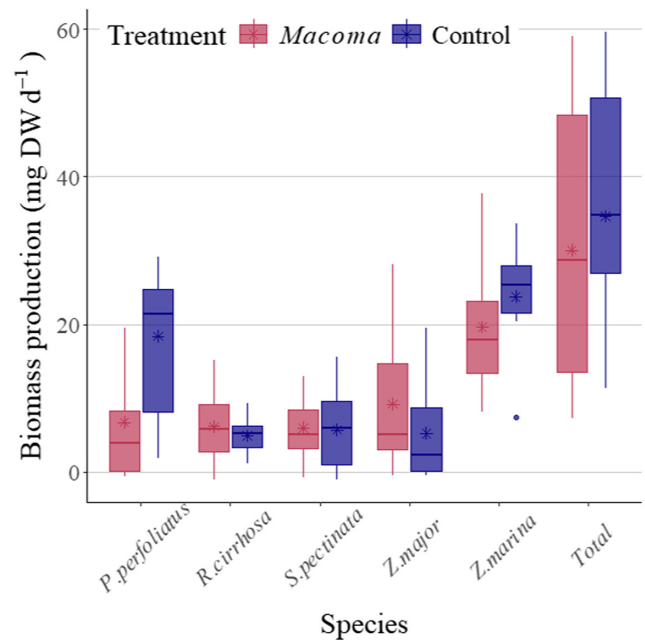 Treatment Macoma Control
Biomass production (mg DW d⁻¹ )
60
40
20
0
P.perfoliatus
R.cirrhosa
S.pectinata
Z.major
Z.marina
Total
Species